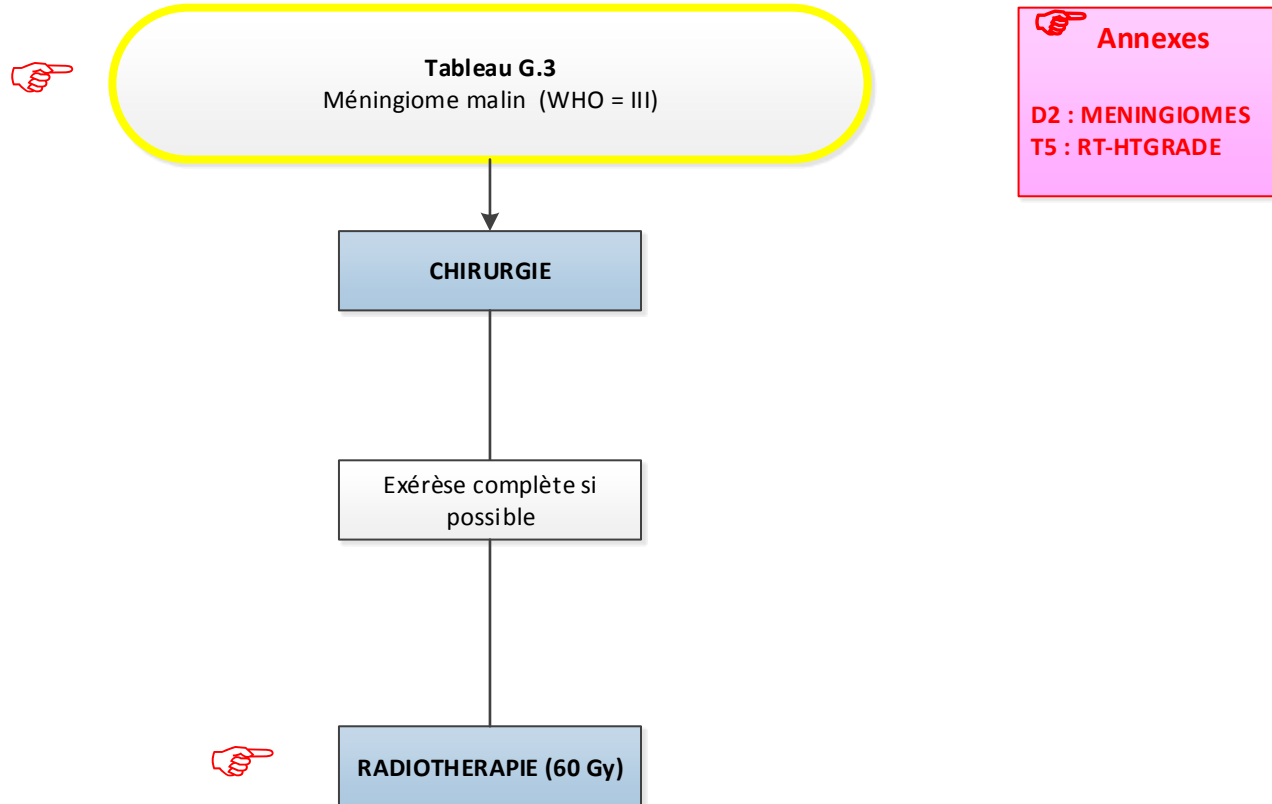 Tableau G.3
Méningiome malin (WHO = III)
Annexes
D2 : MENINGIOMES
T5 : RT-HTGRADE
CHIRURGIE
Exérèse complète si
possible
RADIOTHERAPIE (60 Gy)